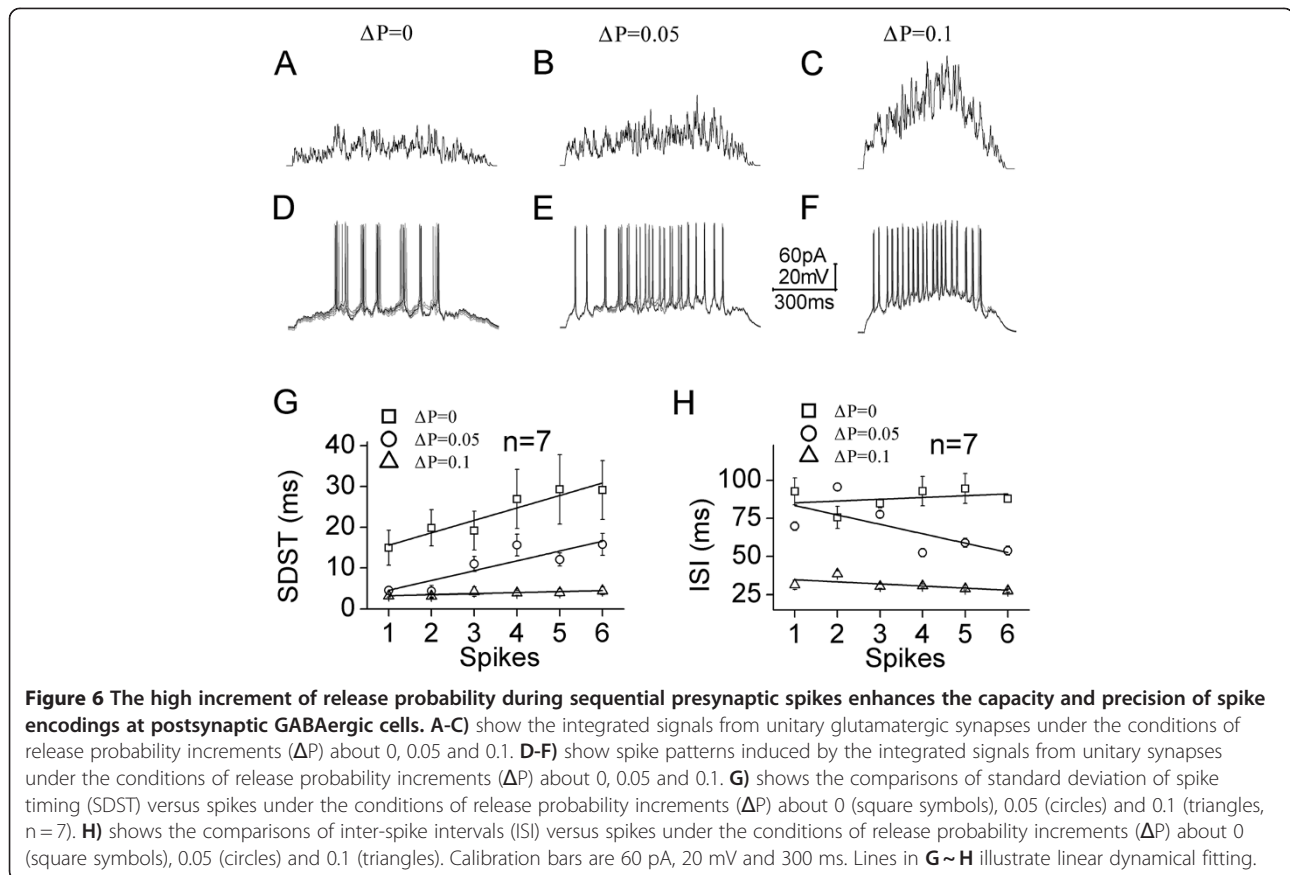 ΔP=0 ΔP=0.05 ΔP=0.1
A B C
D E F
60pA
20mV
300ms
G
ΔP=0
ΔP=0.05
ΔP=0.1
n=7
40
30
20
10
0
SDST (ms)
1 2 3 4 5 6
Spikes
H
ΔP=0
ΔP=0.05
ΔP=0.1
n=7
100
75
50
25
ISI (ms)
1 2 3 4 5 6
Spikes
Figure 6 The high increment of release probability during sequential presynaptic spikes enhances the capacity and precision of spike
encodings at postsynaptic GABAergic cells. A-C) show the integrated signals from unitary glutamatergic synapses under the conditions of
release probability increments (ΔP) about 0, 0.05 and 0.1. D-F) show spike patterns induced by the integrated signals from unitary synapses
under the conditions of release probability increments (ΔP) about 0, 0.05 and 0.1. G) shows the comparisons of standard deviation of spike
timing (SDST) versus spikes under the conditions of release probability increments (ΔP) about 0 (square symbols), 0.05 (circles) and 0.1 (triangles,
n = 7). H) shows the comparisons of inter-spike intervals (ISI) versus spikes under the conditions of release probability increments (ΔP) about 0
(square symbols), 0.05 (circles) and 0.1 (triangles). Calibration bars are 60 pA, 20 mV and 300 ms. Lines in G ~ H illustrate linear dynamical fitting.